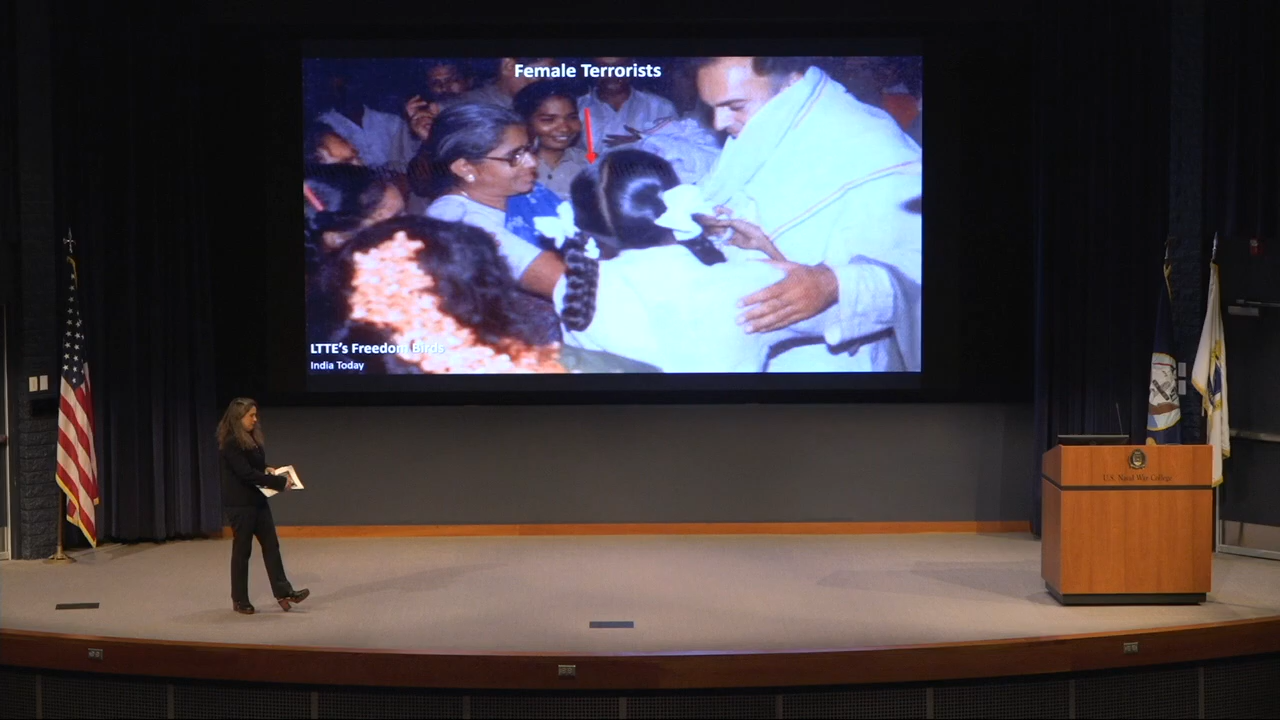 Female Terrorists
LTTE's Freedom Birds
India Today
U.S. Naval War College